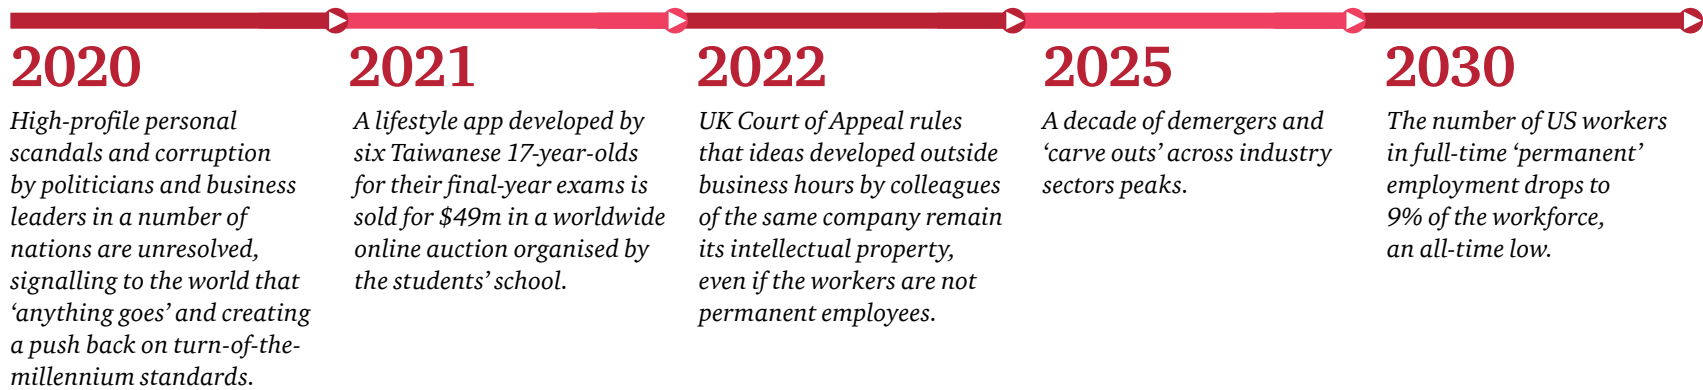 2020
High-profile personal
scandals and corruption
by politicians and business
leaders in a number of
nations are unresolved,
signalling to the world that
‘anything goes’ and creating
a push back on turn-of-the-
millennium standards.
2021
A lifestyle app developed by
six Taiwanese 17-year-olds
for their final-year exams is
sold for $49m in a worldwide
online auction organised by
the students’ school.
2022
UK Court of Appeal rules
that ideas developed outside
business hours by colleagues
of the same company remain
its intellectual property,
even if the workers are not
permanent employees.
2025
A decade of demergers and
‘carve outs’ across industry
sectors peaks.
2030
The number of US workers
in full-time ‘permanent’
employment drops to
9% of the workforce,
an all-time low.